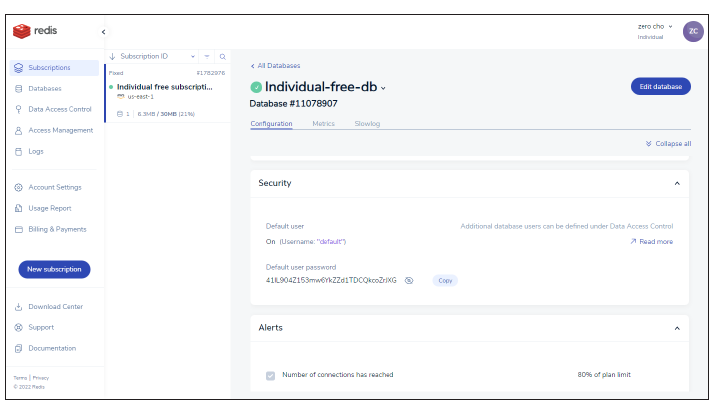 redis
zero cho
Individual
ZC
Subscriptions
Databases
Data Access Control
Access Management
Logs
Account Settings
Usage Report
Billing & Payments
New subscription
Download Center
Support
Documentation
Terms | Privacy
© 2022 Redis
Subscription ID
Fixed #1782976
Individual free subscripti...
us-east-1
1 6.3MB / 30MB (21%)
All Databases
Individual-free-db
Edit database
Database #11078907
Configuration Metrics Slowlog
Collapse all
Security
Default user Additional database users can be defined under Data Access Control
On (Username: "default") Read more
Default user password
41IL904Z153mw6YkZZd1TDCQkcoZrJXG Copy
Alerts
Number of connections has reached 80% of plan limit